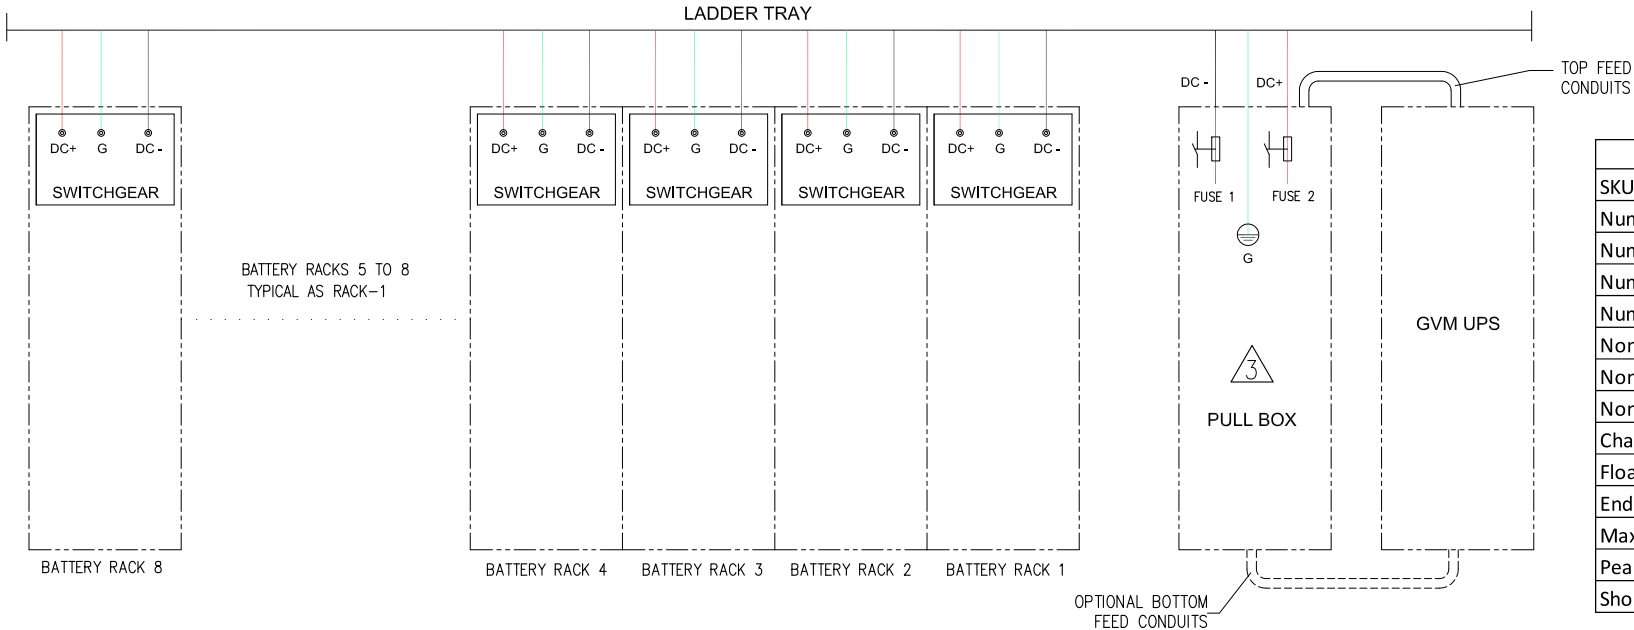 LADDER TRAY
DC -
DC+
TOP FEED
CONDUITS
DC+ G DC -
SWITCHGEAR
DC+ G DC -
SWITCHGEAR
DC+ G DC -
SWITCHGEAR
DC+ G DC -
SWITCHGEAR
DC+ G DC -
SWITCHGEAR
FUSE 1
FUSE 2
G
BATTERY RACKS 5 TO 8
TYPICAL AS RACK-1
3
PULL BOX
GVM UPS
BATTERY RACK 8
BATTERY RACK 4
BATTERY RACK 3
BATTERY RACK 2
BATTERY RACK 1
OPTIONAL BOTTOM
FEED CONDUITS
SKU